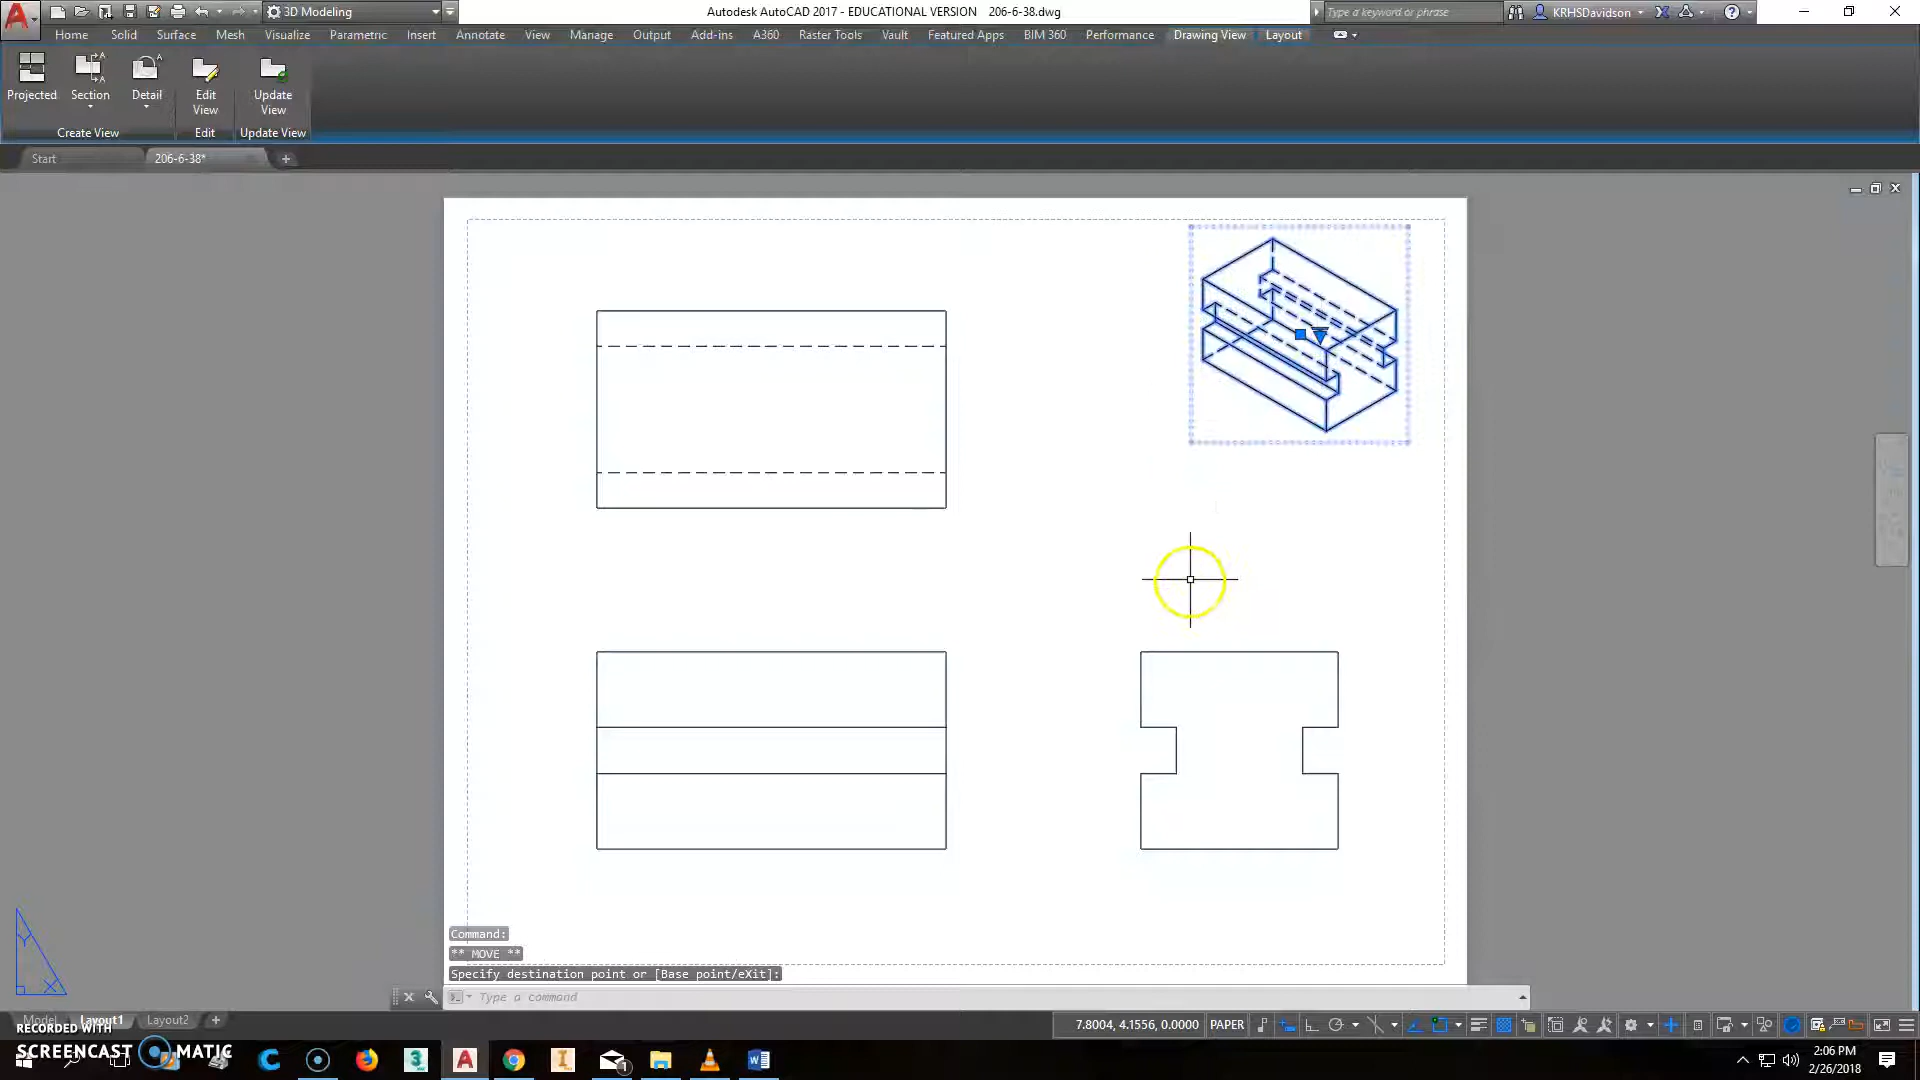 3D Modeling
Autodesk AutoCAD 2017 - EDUCATIONAL VERSION 206-6-38.dwg
Type a keyword or phrase
KRHSDavidson
Home Solid Surface Mesh Visualize Parametric Insert Annotate View Manage Output Add-ins A360 Raster Tools Vault Featured Apps BIM 360 Performance Drawing View Layout
Projected Section Detail Edit View Update View
Create View Edit Update View
Start 206-6-38*
Command:
** MOVE **
Specify destination point or [Base point/eXit]:
Type a command
Y
X
Model Layout1 Layout2
7.8004, 4.1556, 0.0000 PAPER
RECORDED WITH
SCREENCAST MATIC
2:06 PM
2/26/2018